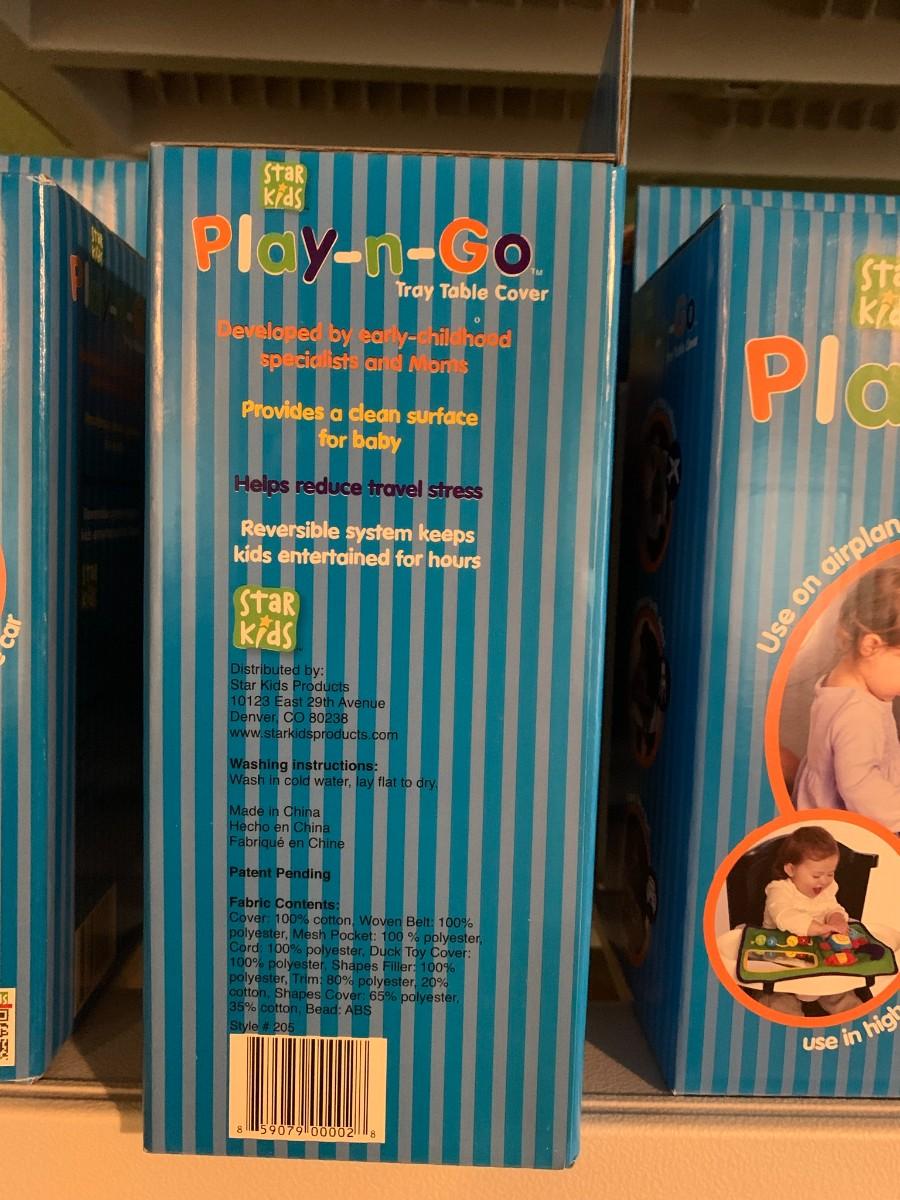 STAR
KidS
Play-n-Go™
Tray Table Cover
Developed by early-childhood
specialists and Moms
Provides a clean surface
for baby
Helps reduce travel stress
Reversible system keeps
kids entertained for hours
STAR
KidS™
Distributed by:
Star Kids Products
10123 East 29th Avenue
Denver, CO 80238
www.starkidsproducts.com
Washing instructions:
Wash in cold water, lay flat to dry.
Made in China
Hecho en China
Fabriqué en Chine
Patent Pending
Fabric Contents:
Cover: 100% cotton, Woven Belt: 100%
polyester, Mesh Pocket: 100 % polyester,
Cord: 100% polyester, Duck Toy Cover:
100% polyester, Shapes Filler: 100%
polyester, Trim: 80% polyester, 20%
cotton, Shapes Cover: 65% polyester,
35% cotton, Bead: ABS
Style # 205
8 59079 00002 8
car
Pla
Use on airplan
use in high